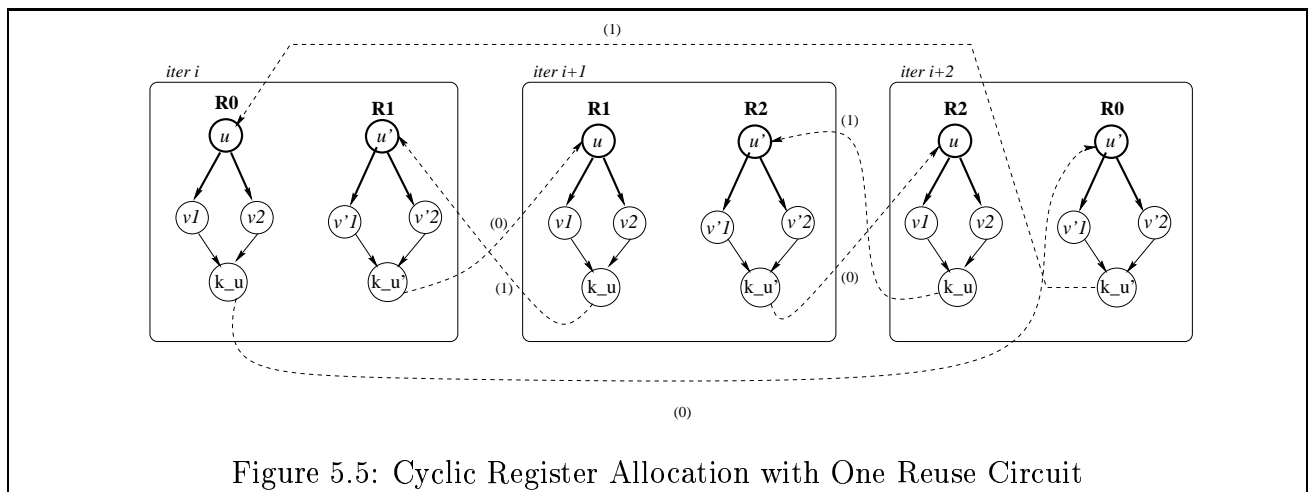 (1)
iter i
iter i+1
iter i+2
R0
R1
R1
R2
R2
R0
u
u'
u
u'
u
u'
(1)
v1
v2
v'1
v'2
v1
v2
v'1
v'2
v1
v2
v'1
v'2
(0)
(0)
k_u
k_u'
k_u
k_u'
k_u
k_u'
(1)
(0)
Figure 5.5: Cyclic Register Allocation with One Reuse Circuit